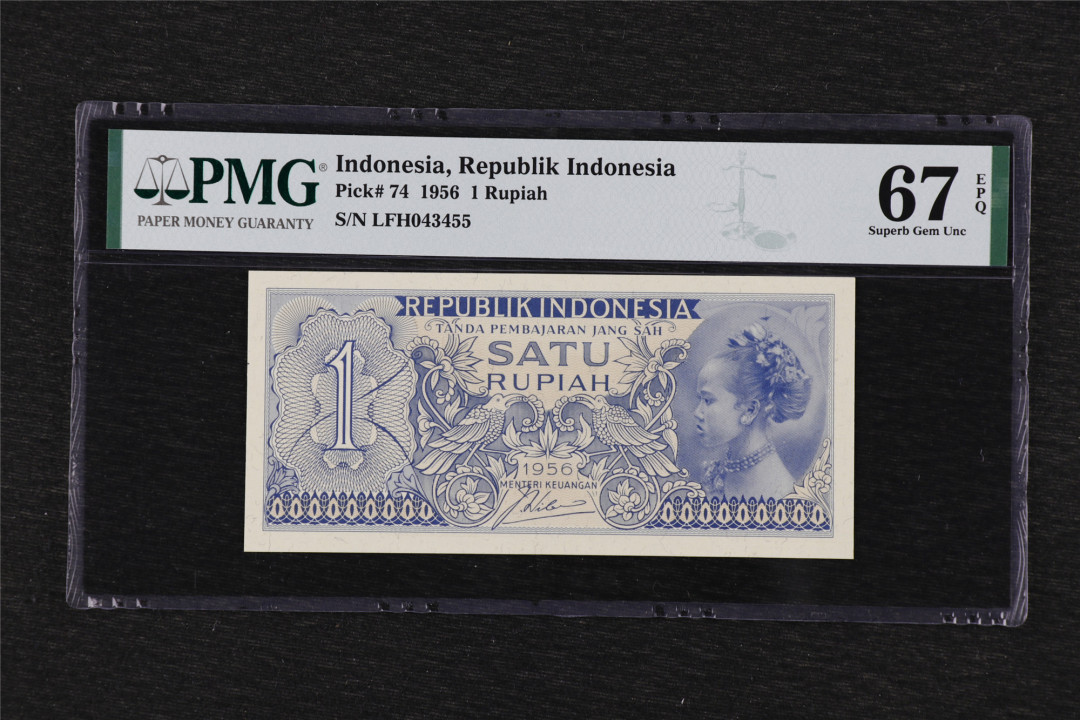 PMG®
PAPER MONEY GUARANTY
Indonesia, Republik Indonesia
Pick# 74 1956 1 Rupiah
S/N LFH043455
67
EPQ
Superb Gem Unc
REPUBLIK INDONESIA
TANDA PEMBAJARAN JANG SAH
SATU
RUPIAH
1
1956
MENTERI KEUANGAN